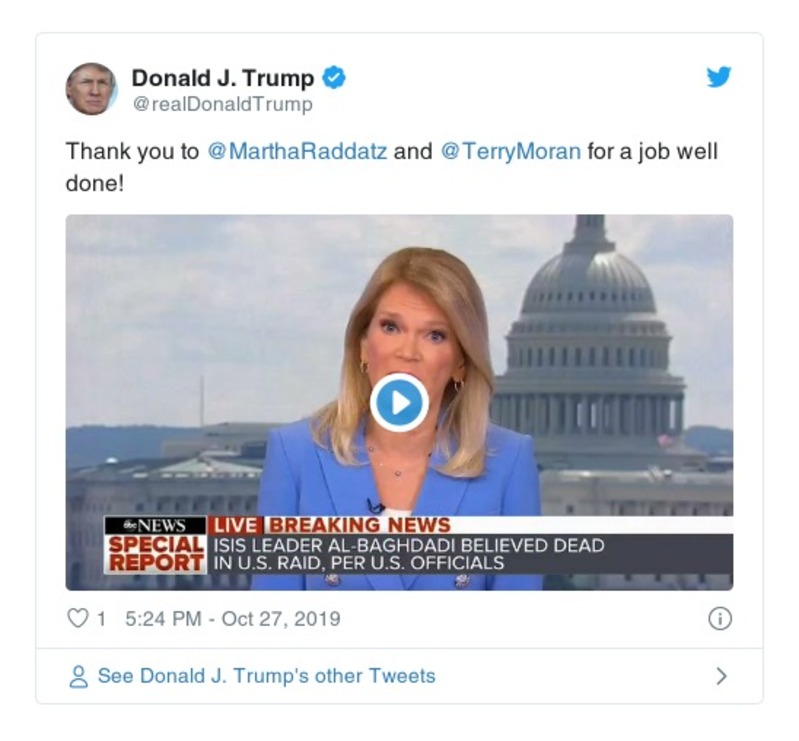 Donald J. Trump
@realDonaldTrump
Thank you to @MarthaRaddatz and @TerryMoran for a job well
done!
abc NEWS LIVE BREAKING NEWS
SPECIAL REPORT
ISIS LEADER AL-BAGHDADI BELIEVED DEAD
IN U.S. RAID, PER U.S. OFFICIALS
1 5:24 PM - Oct 27, 2019
See Donald J. Trump's other Tweets